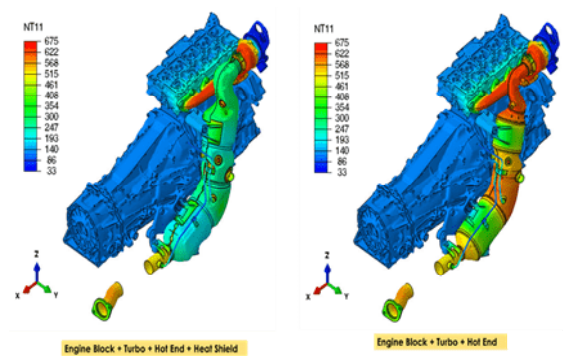 NT11
675
622
568
515
461
408
354
300
247
193
140
86
33
Z
X
Y
Engine Block + Turbo + Hot End + Heat Shield
NT11
675
622
568
515
461
408
354
300
247
193
140
86
33
Z
X
Y
Engine Block + Turbo + Hot End